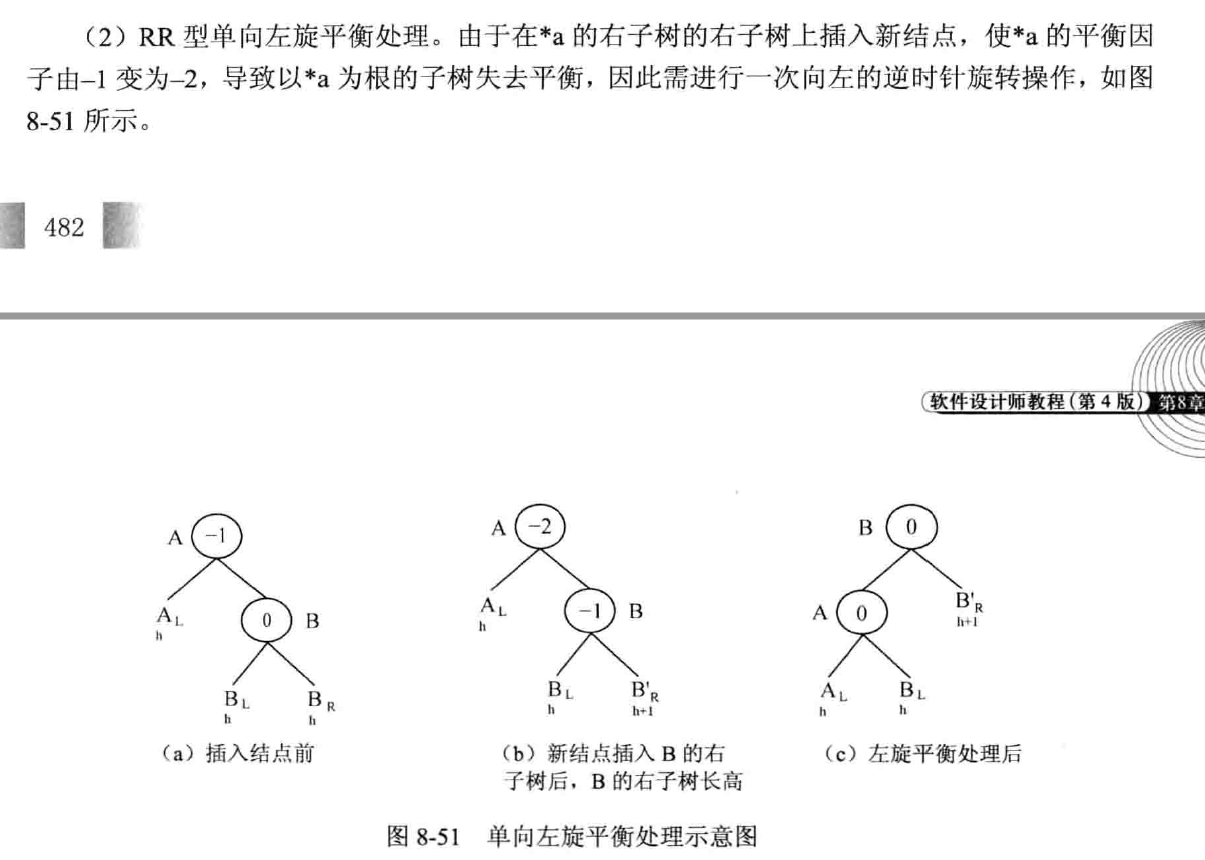 （2）RR 型单向左旋平衡处理。由于在*a 的右子树的右子树上插入新结点，使*a 的平衡因
子由–1 变为–2，导致以*a 为根的子树失去平衡，因此需进行一次向左的逆时针旋转操作，如图
8-51 所示。
482
软件设计师教程（第 4 版） 第8章
A −1
A_L h
0 B
B_L h
B_R h
（a）插入结点前
A −2
A_L h
−1 B
B_L h
B'_R h+1
（b）新结点插入 B 的右
子树后，B 的右子树长高
B 0
A 0
B'_R h+1
A_L h
B_L h
（c）左旋平衡处理后
图 8-51 单向左旋平衡处理示意图